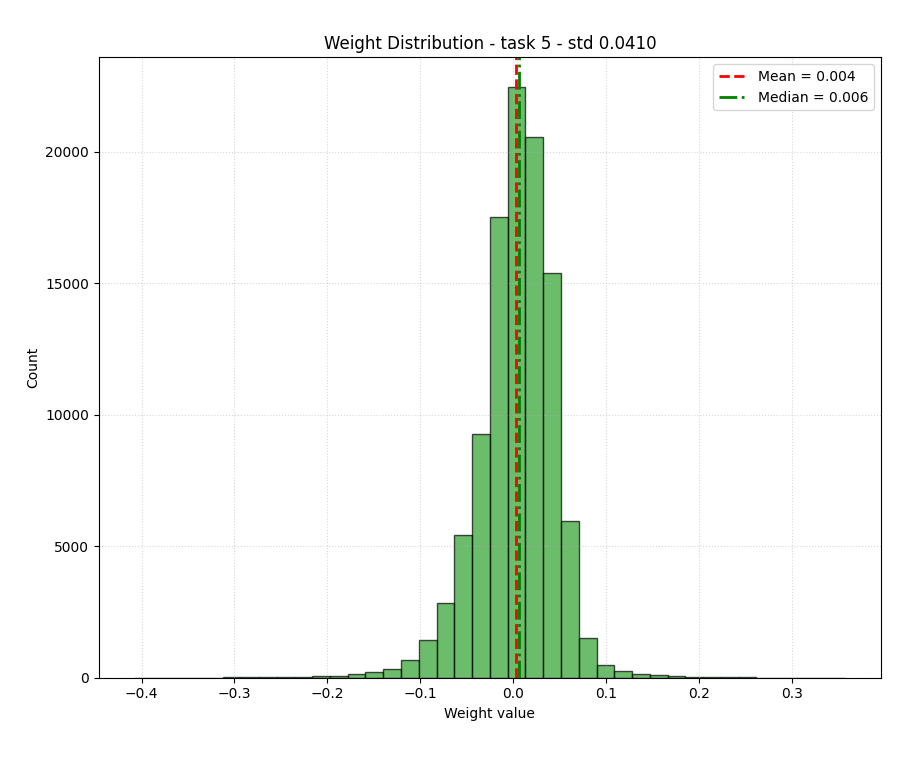 Weight Distribution - task 5 - std 0.0410
Mean = 0.004
Median = 0.006
Count
20000
15000
10000
5000
0
−0.4 −0.3 −0.2 −0.1 0.0 0.1 0.2 0.3
Weight value